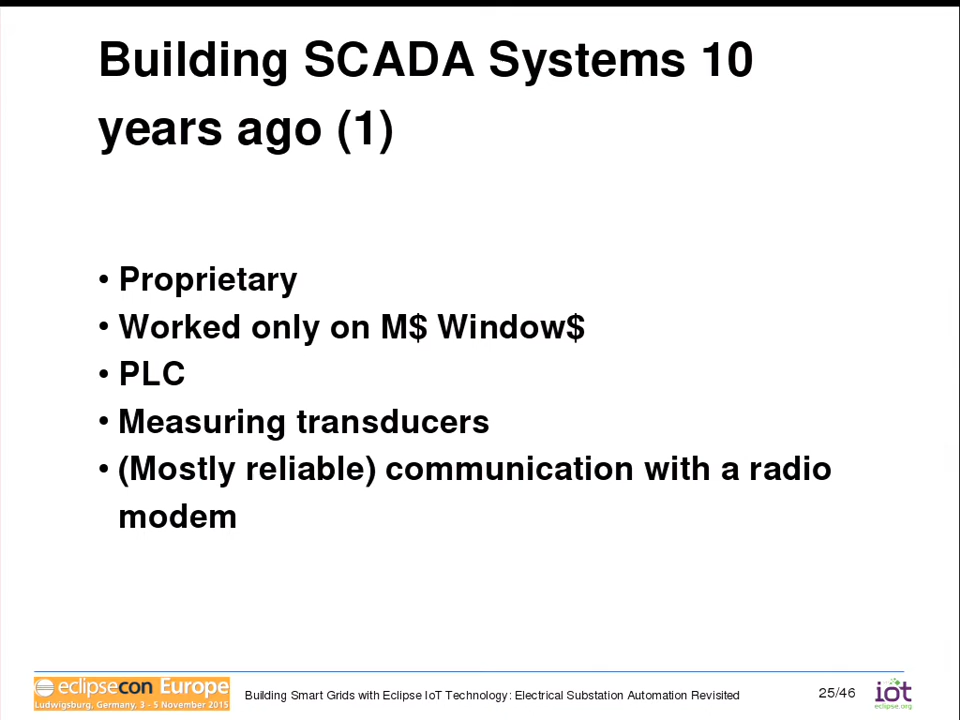 Building SCADA Systems 10
years ago (1)
• Proprietary
• Worked only on M$ Window$
• PLC
• Measuring transducers
• (Mostly reliable) communication with a radio
modem
eclipsecon Europe
Ludwigsburg, Germany, 3 - 5 November 2015
Building Smart Grids with Eclipse IoT Technology: Electrical Substation Automation Revisited
25/46
iot
eclipse.org